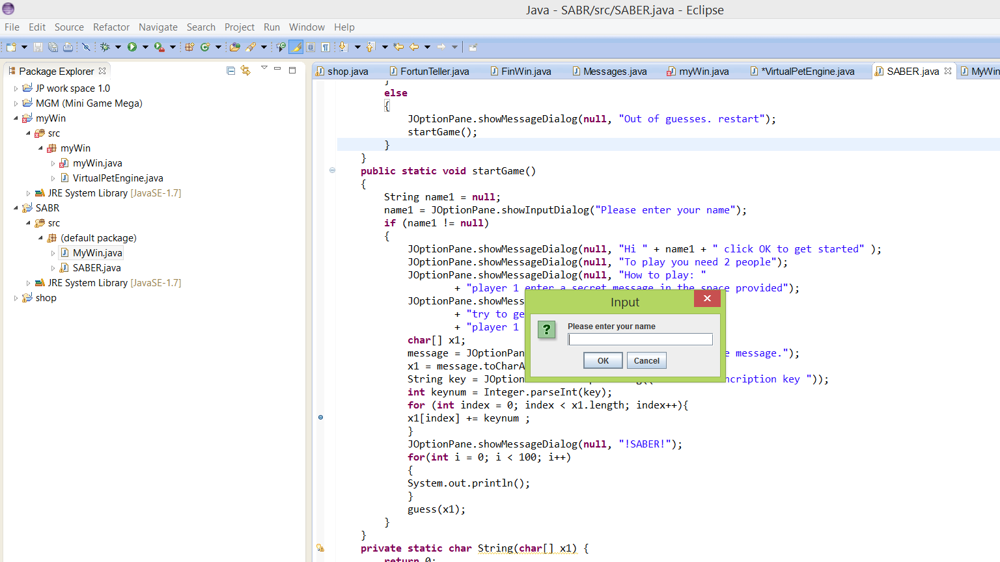 Java - SABR/src/SABER.java - Eclipse
File Edit Source Refactor Navigate Search Project Run Window Help
Package Explorer
JP work space 1.0
MGM (Mini Game Mega)
myWin
src
myWin
myWin.java
VirtualPetEngine.java
JRE System Library [JavaSE-1.7]
SABR
src
(default package)
MyWin.java
SABER.java
JRE System Library [JavaSE-1.7]
shop
shop.java FortunTeller.java FinWin.java Messages.java myWin.java *VirtualPetEngine.java SABER.java MyWin
}
else
{
JOptionPane.showMessageDialog(null, "Out of guesses. restart");
startGame();
}
}
public static void startGame()
{
String name1 = null;
name1 = JOptionPane.showInputDialog("Please enter your name");
if (name1 != null)
{
JOptionPane.showMessageDialog(null, "Hi " + name1 + " click OK to get started" );
JOptionPane.showMessageDialog(null, "To play you need 2 people");
JOptionPane.showMessageDialog(null, "How to play: "
+ "player 1 enter a secret message in the space provided");
JOptionPane.showMess
+ "try to ge
+ "player 1
char[] x1;
message = JOptionPan e message.");
x1 = message.toCharA
String key = JOption ncription key "));
int keynum = Integer.parseInt(key);
for (int index = 0; index < x1.length; index++){
x1[index] += keynum ;
}
JOptionPane.showMessageDialog(null, "!SABER!");
for(int i = 0; i < 100; i++)
{
System.out.println();
}
guess(x1);
}
}
private static char String(char[] x1) {
return 0;
Input
Please enter your name
OK Cancel